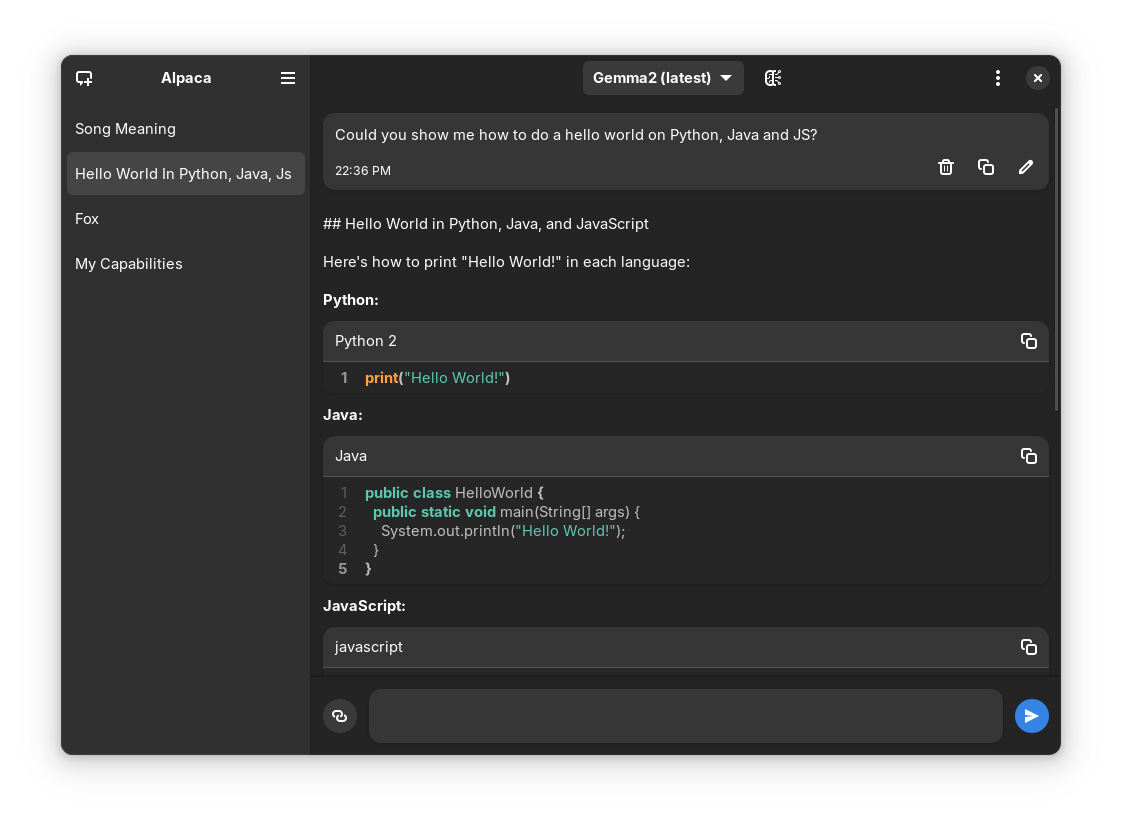 Alpaca
Song Meaning
Hello World In Python, Java, Js
Fox
My Capabilities
Gemma2 (latest)
Could you show me how to do a hello world on Python, Java and JS?
22:36 PM
## Hello World in Python, Java, and JavaScript
Here's how to print "Hello World!" in each language:
Python:
Python 2
1 print("Hello World!")
Java:
Java
1 public class HelloWorld {
2   public static void main(String[] args) {
3     System.out.println("Hello World!");
4   }
5 }
JavaScript:
javascript